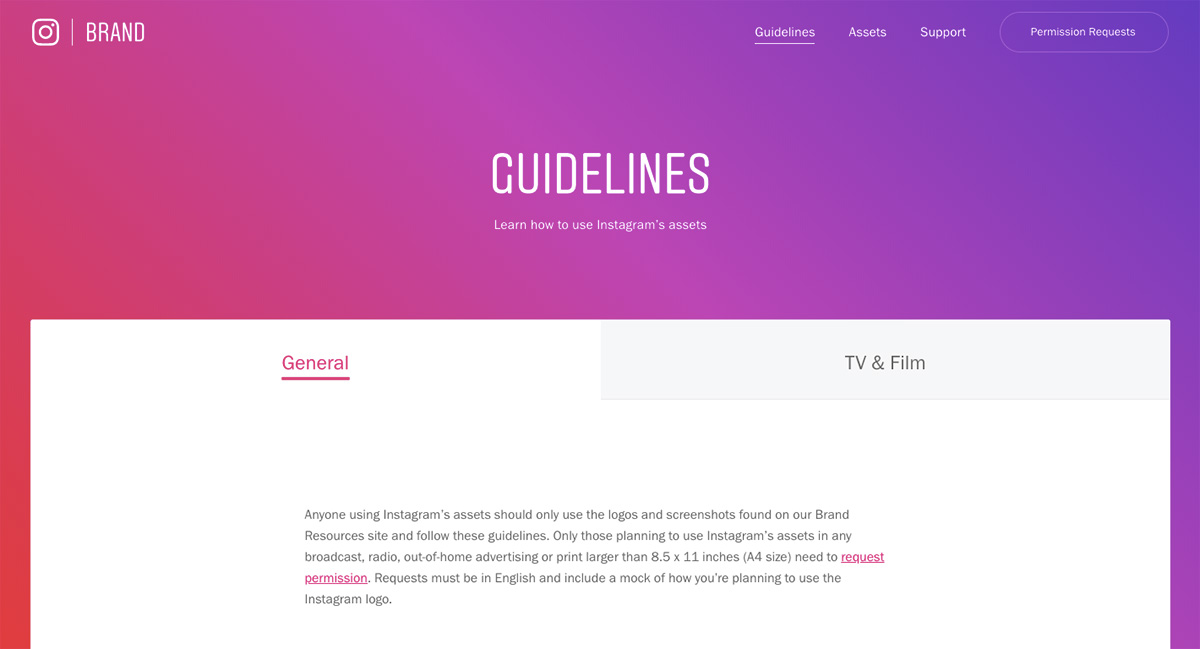 BRAND
Guidelines
Assets
Support
Permission Requests
GUIDELINES
Learn how to use Instagram's assets
General
TV & Film
Anyone using Instagram's assets should only use the logos and screenshots found on our Brand
Resources site and follow these guidelines. Only those planning to use Instagram's assets in any
broadcast, radio, out-of-home advertising or print larger than 8.5 x 11 inches (A4 size) need to request
permission. Requests must be in English and include a mock of how you're planning to use the
Instagram logo.